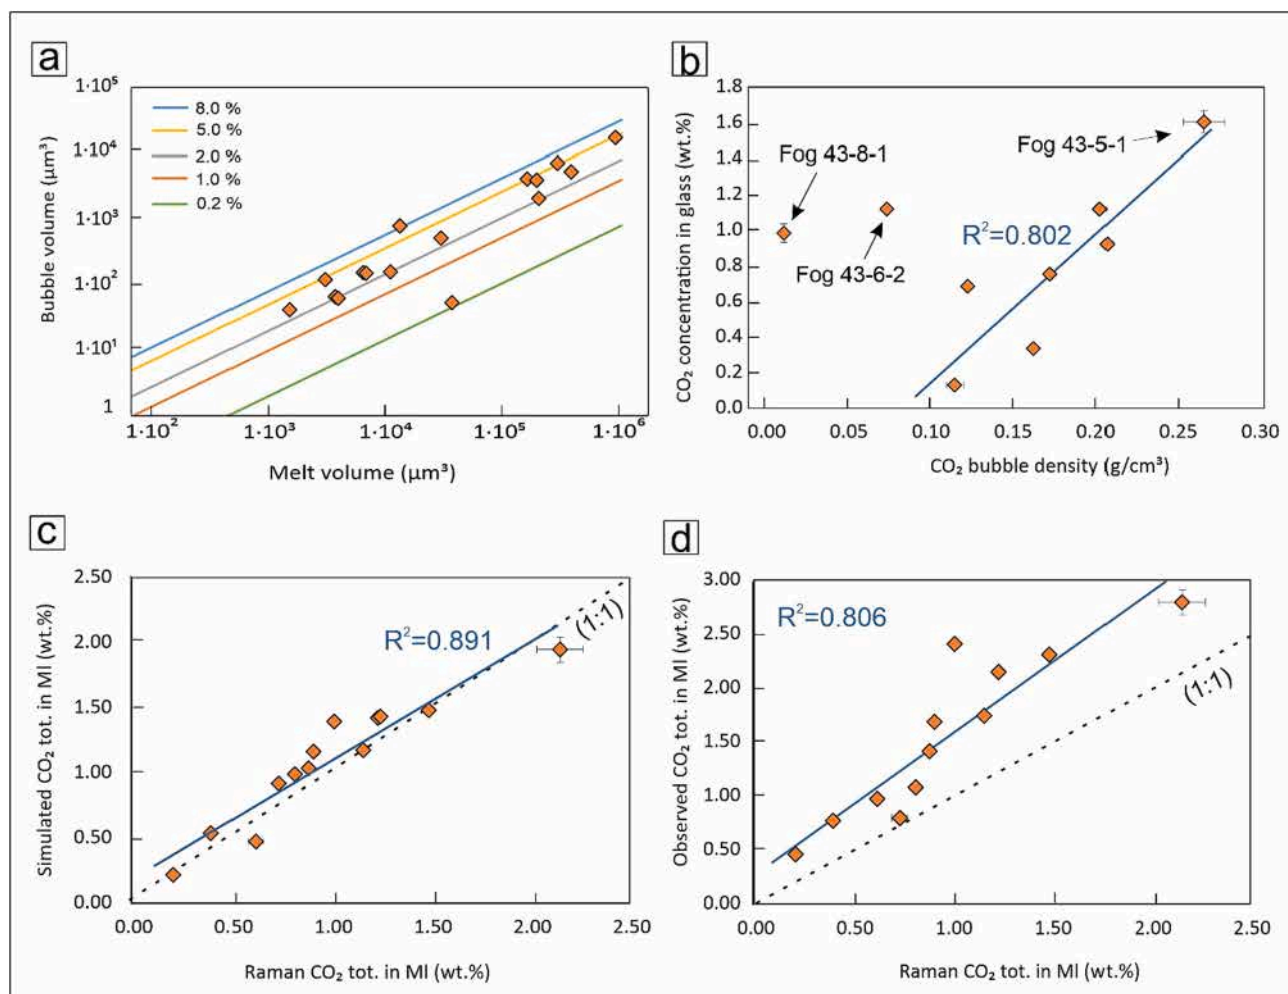 a
1·10⁵
1·10⁴
1·10³
1·10²
1·10¹
1
Bubble volume (µm³)
8.0 %
5.0 %
2.0 %
1.0 %
0.2 %
1·10² 1·10³ 1·10⁴ 1·10⁵ 1·10⁶
Melt volume (µm³)
b
1.8
1.6
1.4
1.2
1.0
0.8
0.6
0.4
0.2
0.0
CO₂ concentration in glass (wt.%)
Fog 43-5-1
Fog 43-8-1
R²=0.802
Fog 43-6-2
0.00 0.05 0.10 0.15 0.20 0.25 0.30
CO₂ bubble density (g/cm³)
c
2.50
2.00
1.50
1.00
0.50
0.00
Simulated CO₂ tot. in MI (wt.%)
R²=0.891
(1:1)
0.00 0.50 1.00 1.50 2.00 2.50
Raman CO₂ tot. in MI (wt.%)
d
3.00
2.50
2.00
1.50
1.00
0.50
0.00
Observed CO₂ tot. in MI (wt.%)
R²=0.806
(1:1)
0.00 0.50 1.00 1.50 2.00 2.50
Raman CO₂ tot. in MI (wt.%)